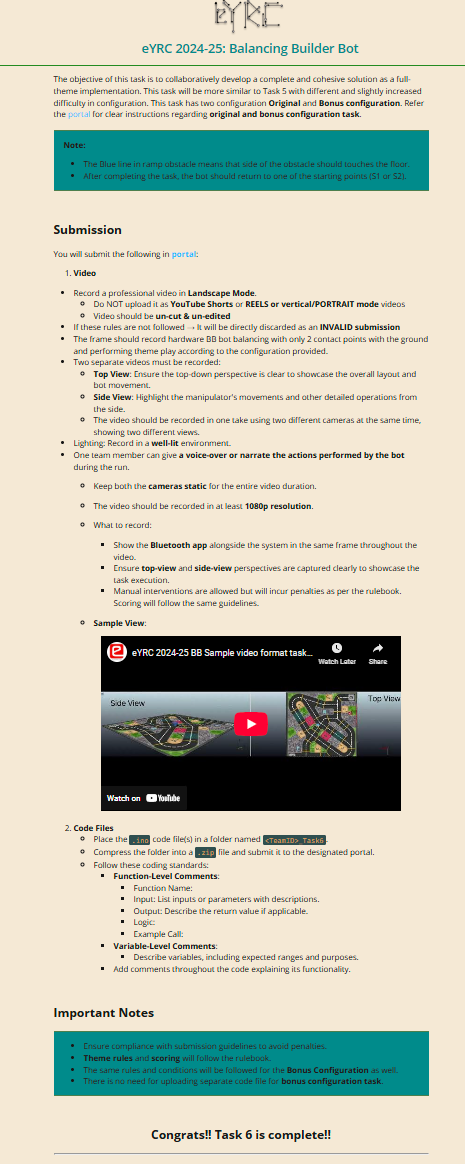 eYRC
eYRC 2024-25: Balancing Builder Bot
The objective of this task is to collaboratively develop a complete and cohesive solution as a full-
theme implementation. This task will be more similar to Task 5 with different and slightly increased
difficulty in configuration. This task has two configuration Original and Bonus configuration. Refer
the portal for clear instructions regarding original and bonus configuration task.
Note:
• The Blue line in ramp obstacle means that side of the obstacle should touches the floor.
• After completing the task, the bot should return to one of the starting points (S1 or S2).
Submission
You will submit the following in portal:
1. Video
• Record a professional video in Landscape Mode.
○ Do NOT upload it as YouTube Shorts or REELS or vertical/PORTRAIT mode videos
○ Video should be un-cut & un-edited
• If these rules are not followed → It will be directly discarded as an INVALID submission
• The frame should record hardware BB bot balancing with only 2 contact points with the ground
and performing theme play according to the configuration provided.
• Two separate videos must be recorded:
○ Top View: Ensure the top-down perspective is clear to showcase the overall layout and
bot movement.
○ Side View: Highlight the manipulator's movements and other detailed operations from
the side.
○ The video should be recorded in one take using two different cameras at the same time,
showing two different views.
• Lighting: Record in a well-lit environment.
• One team member can give a voice-over or narrate the actions performed by the bot
during the run.
○ Keep both the cameras static for the entire video duration.
○ The video should be recorded in at least 1080p resolution.
○ What to record:
▪ Show the Bluetooth app alongside the system in the same frame throughout the
video.
▪ Ensure top-view and side-view perspectives are captured clearly to showcase the
task execution.
▪ Manual interventions are allowed but will incur penalties as per the rulebook.
Scoring will follow the same guidelines.
○ Sample View:
eYRC 2024-25 BB Sample video format task...
Watch Later Share
Side View
Top View
Watch on YouTube
2. Code Files
○ Place the .ino code file(s) in a folder named <TeamID>_Task6.
○ Compress the folder into a .zip file and submit it to the designated portal.
○ Follow these coding standards:
▪ Function-Level Comments:
▪ Function Name:
▪ Input: List inputs or parameters with descriptions.
▪ Output: Describe the return value if applicable.
▪ Logic:
▪ Example Call:
▪ Variable-Level Comments:
▪ Describe variables, including expected ranges and purposes.
▪ Add comments throughout the code explaining its functionality.
Important Notes
• Ensure compliance with submission guidelines to avoid penalties.
• Theme rules and scoring will follow the rulebook.
• The same rules and conditions will be followed for the Bonus Configuration as well.
• There is no need for uploading separate code file for bonus configuration task.
Congrats!! Task 6 is complete!!